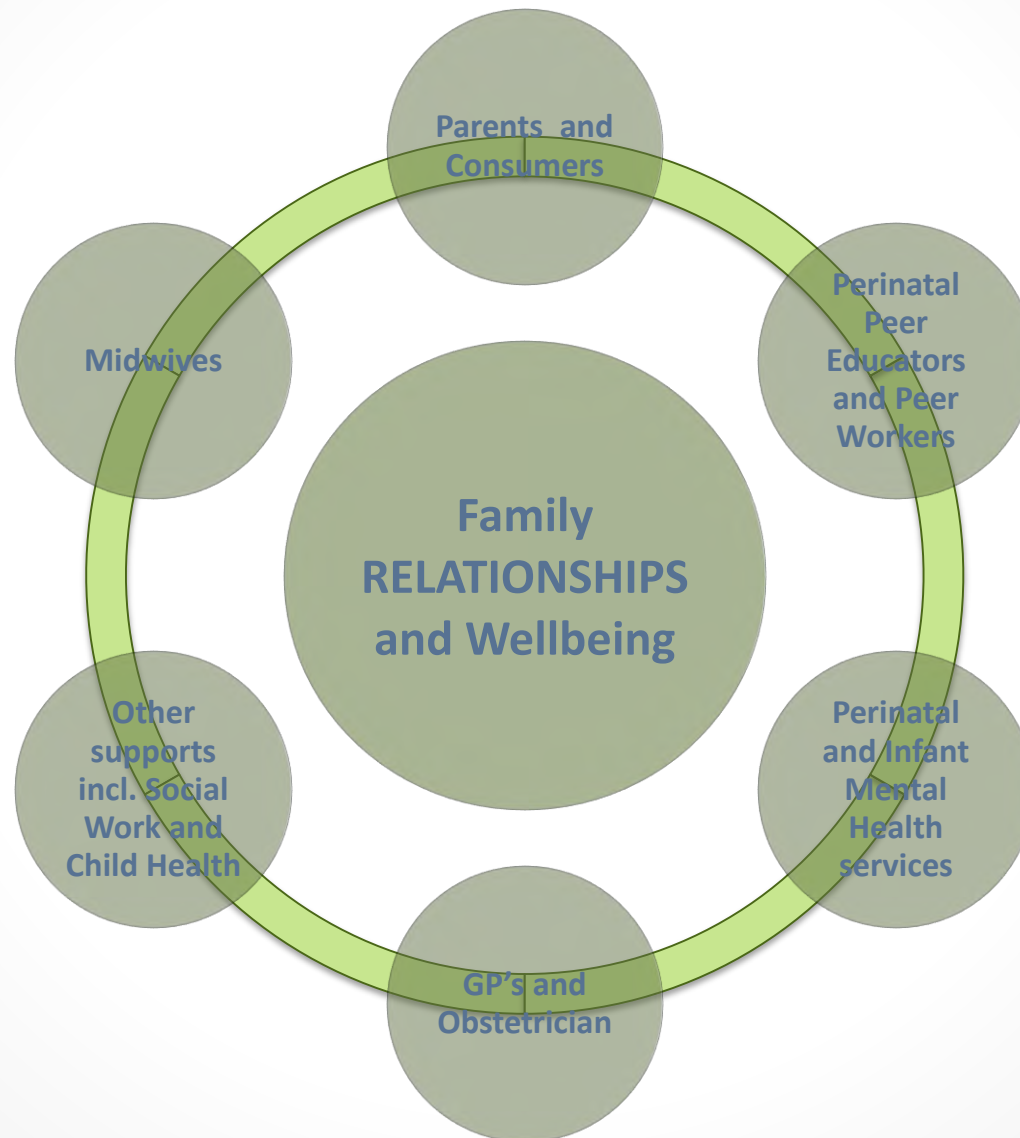 Parents and
Consumers
Perinatal
Peer
Educators
and Peer
Workers
Midwives
Family
RELATIONSHIPS
and Wellbeing
Other
supports
incl. Social
Work and
Child Health
Perinatal
and Infant
Mental
Health
services
GP's and
Obstetrician